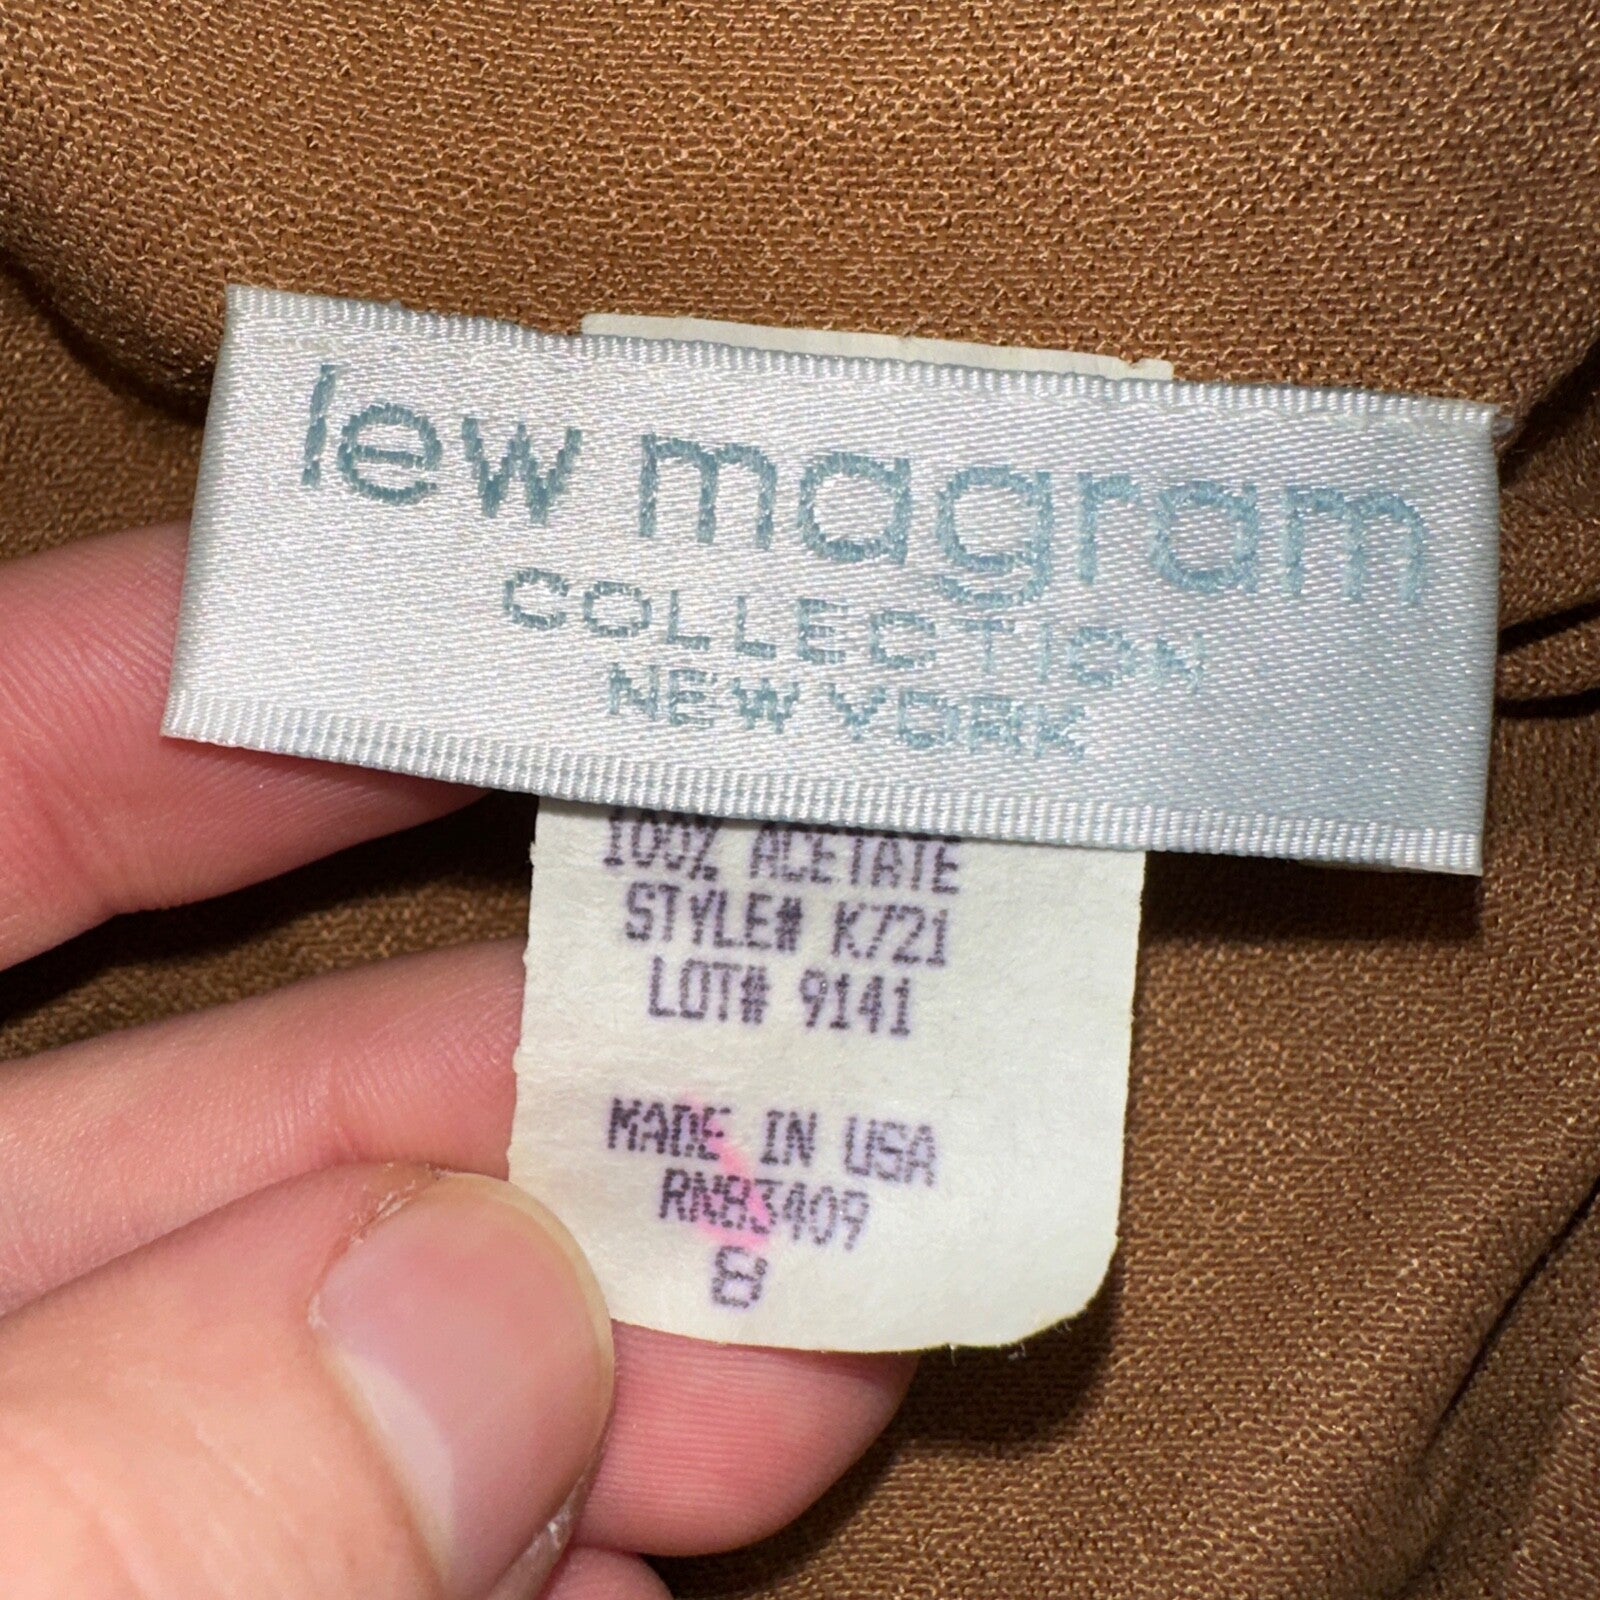 lew magram
COLLECTION
NEW YORK
100% ACETATE
STYLE# K721
LOT# 9141
MADE IN USA
RN83409
8